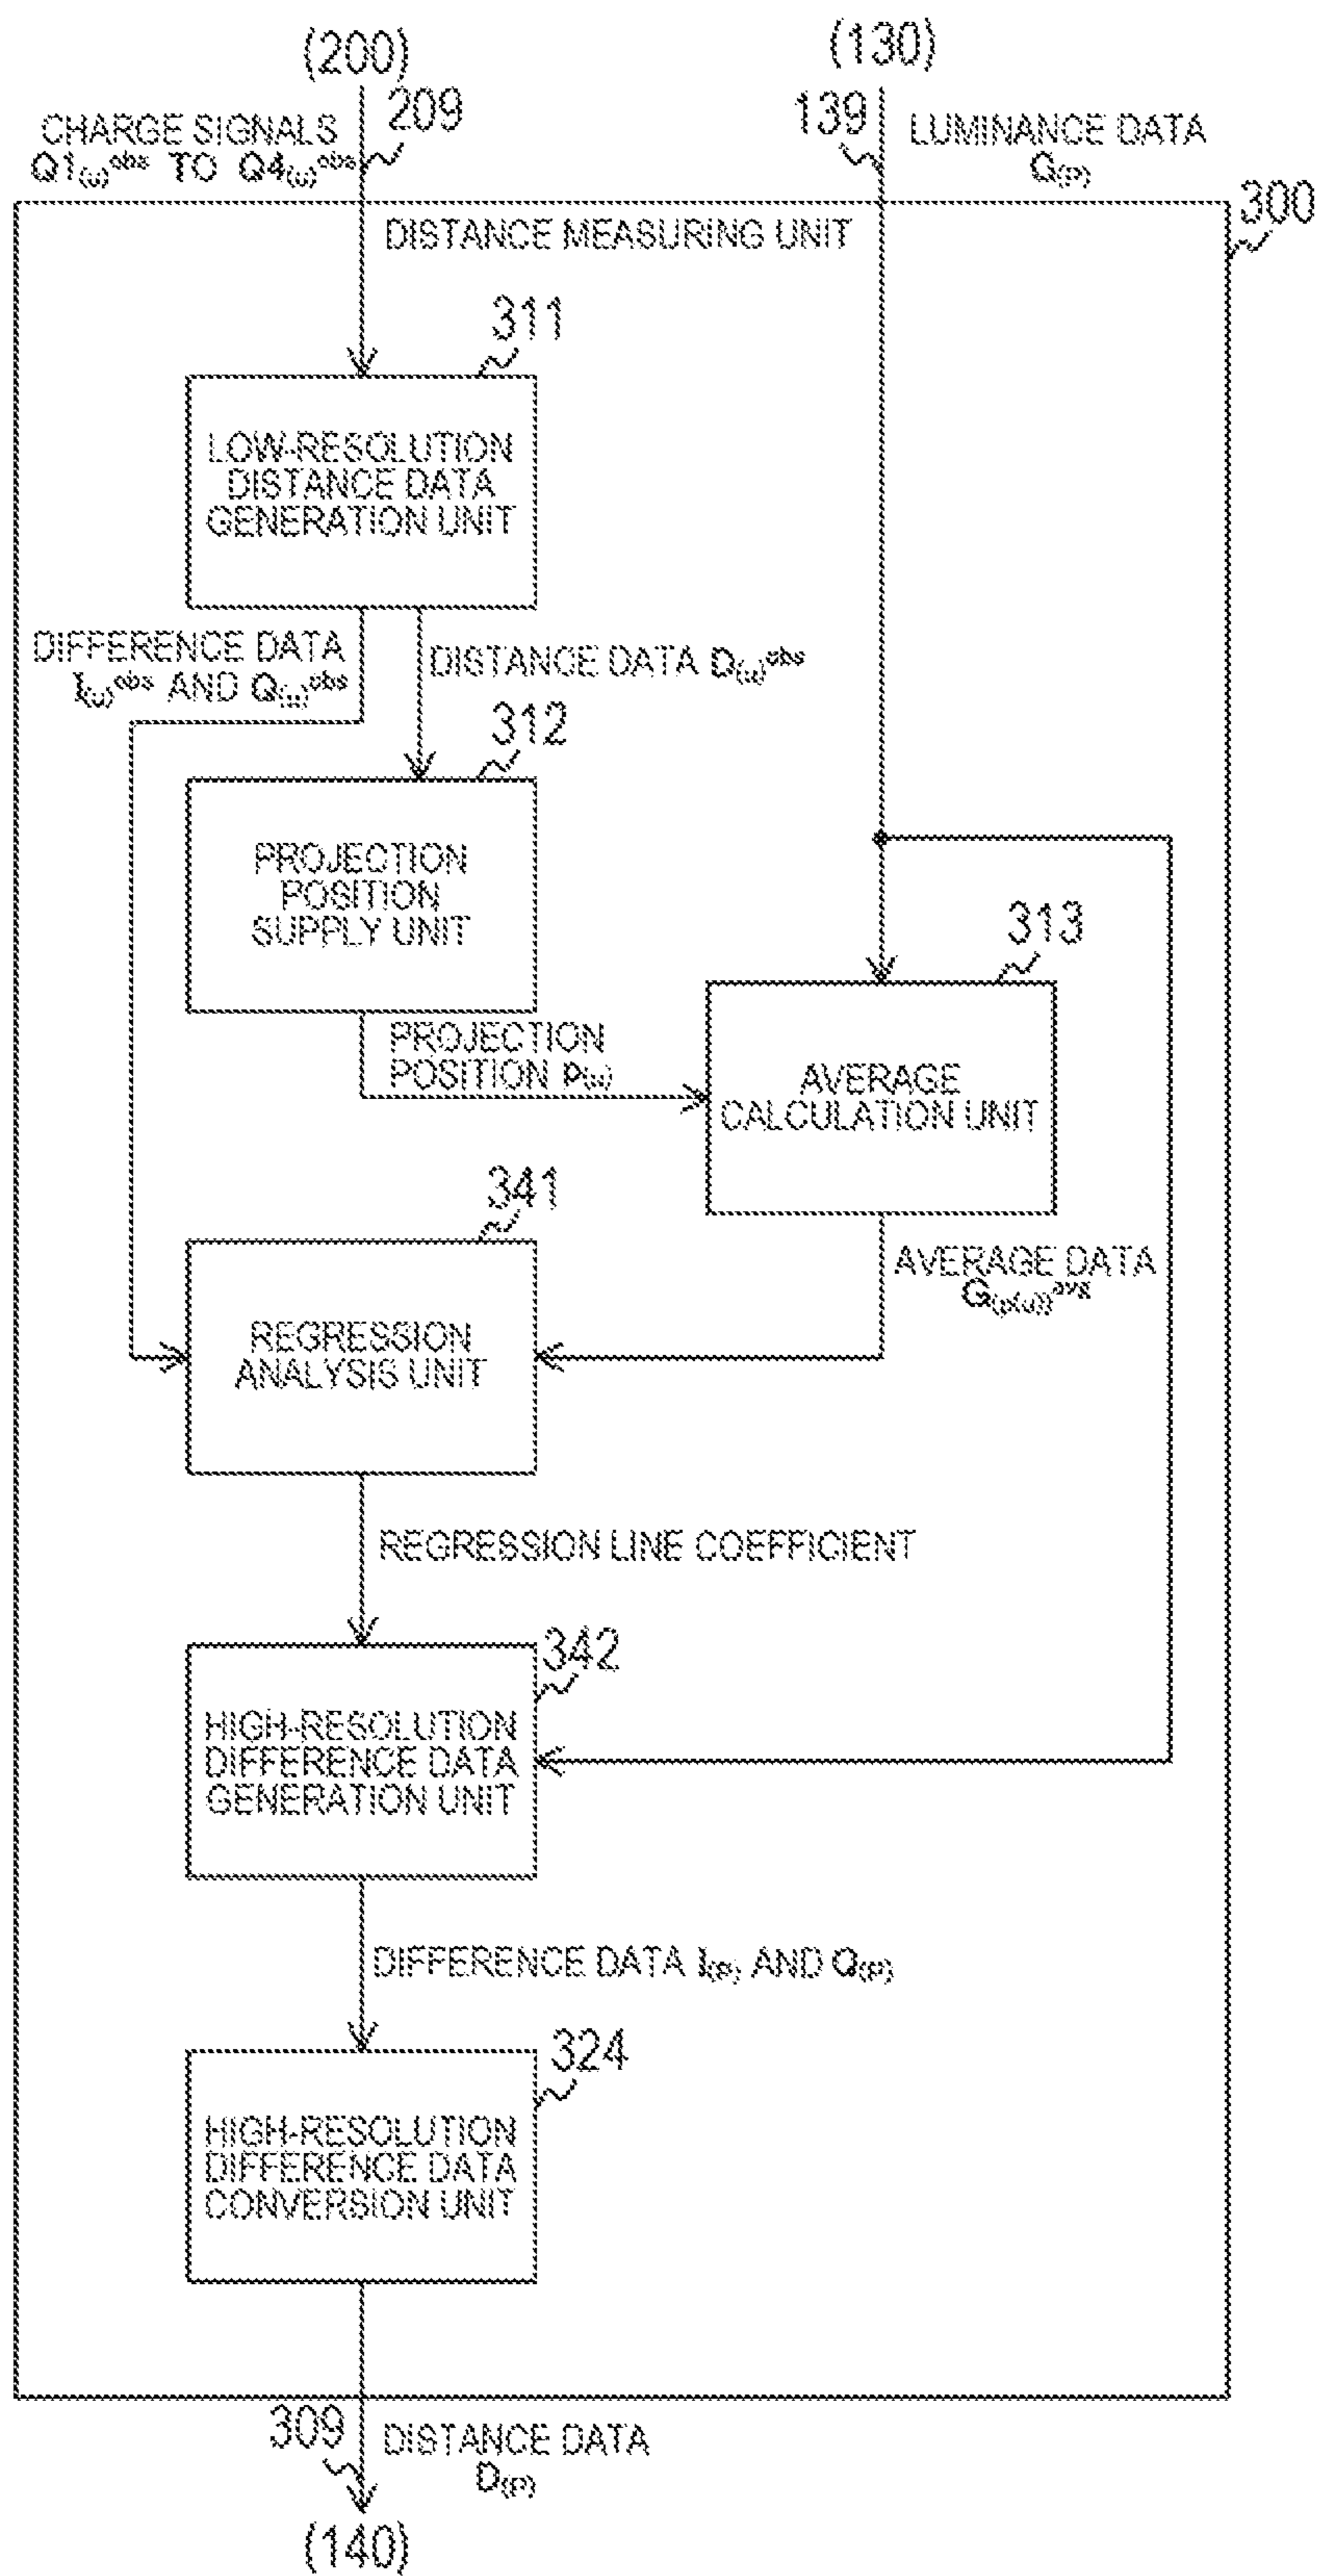 (200)
(130)
209
139
CHARGE SIGNALS
Q1(u)obs TO Q4(u)obs
LUMINANCE DATA
G(P)
300
DISTANCE MEASURING UNIT
311
LOW-RESOLUTION
DISTANCE DATA
GENERATION UNIT
DIFFERENCE DATA
I(u)obs AND Q(u)obs
DISTANCE DATA D(u)obs
312
PROJECTION
POSITION
SUPPLY UNIT
313
PROJECTION
POSITION p(u)
AVERAGE
CALCULATION UNIT
341
AVERAGE DATA
G(p(u))avg
REGRESSION
ANALYSIS UNIT
REGRESSION LINE COEFFICIENT
342
HIGH-RESOLUTION
DIFFERENCE DATA
GENERATION UNIT
DIFFERENCE DATA I(P) AND Q(P)
324
HIGH-RESOLUTION
DIFFERENCE DATA
CONVERSION UNIT
309
DISTANCE DATA
D(P)
(140)